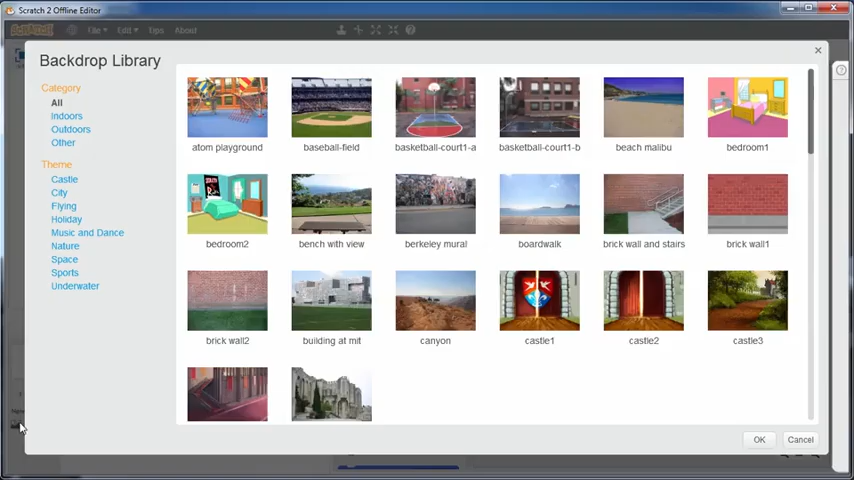 Scratch 2 Offline Editor
SCRATCH File Edit Tips About
Backdrop Library
Category
All
Indoors
Outdoors
Other
Theme
Castle
City
Flying
Holiday
Music and Dance
Nature
Space
Sports
Underwater
atom playground baseball-field basketball-court1-a basketball-court1-b beach malibu bedroom1
bedroom2 bench with view berkeley mural boardwalk brick wall and stairs brick wall1
brick wall2 building at mit canyon castle1 castle2 castle3
OK Cancel